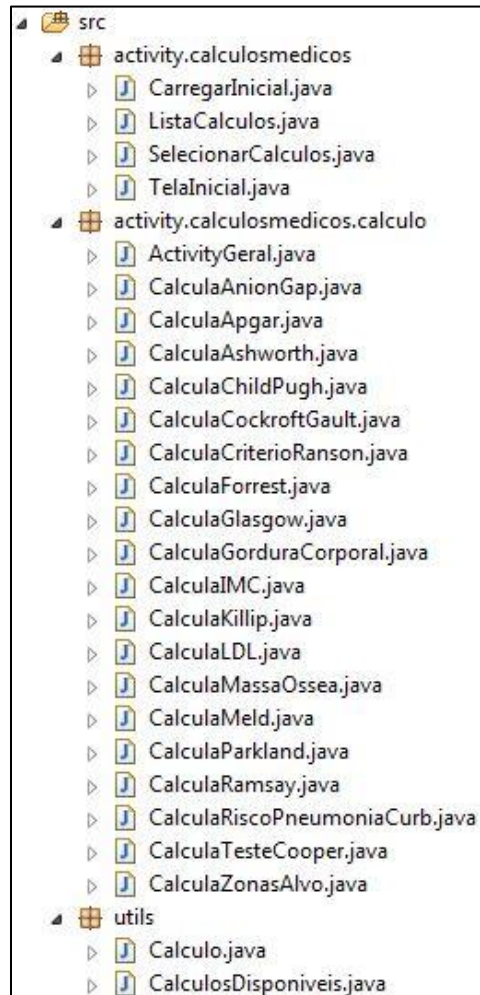 src
activity.calculosmedicos
CarregarInicial.java
ListaCalculos.java
SelecionarCalculos.java
TelaInicial.java
activity.calculosmedicos.calculo
ActivityGeral.java
CalculaAnionGap.java
CalculaApgar.java
CalculaAshworth.java
CalculaChildPugh.java
CalculaCockroftGault.java
CalculaCriterioRanson.java
CalculaForrest.java
CalculaGlasgow.java
CalculaGorduraCorporal.java
CalculaIMC.java
CalculaKillip.java
CalculaLDL.java
CalculaMassaOssea.java
CalculaMeld.java
CalculaParkland.java
CalculaRamsay.java
CalculaRiscoPneumoniaCurb.java
CalculaTesteCooper.java
CalculaZonasAlvo.java
utils
Calculo.java
CalculosDisponiveis.java